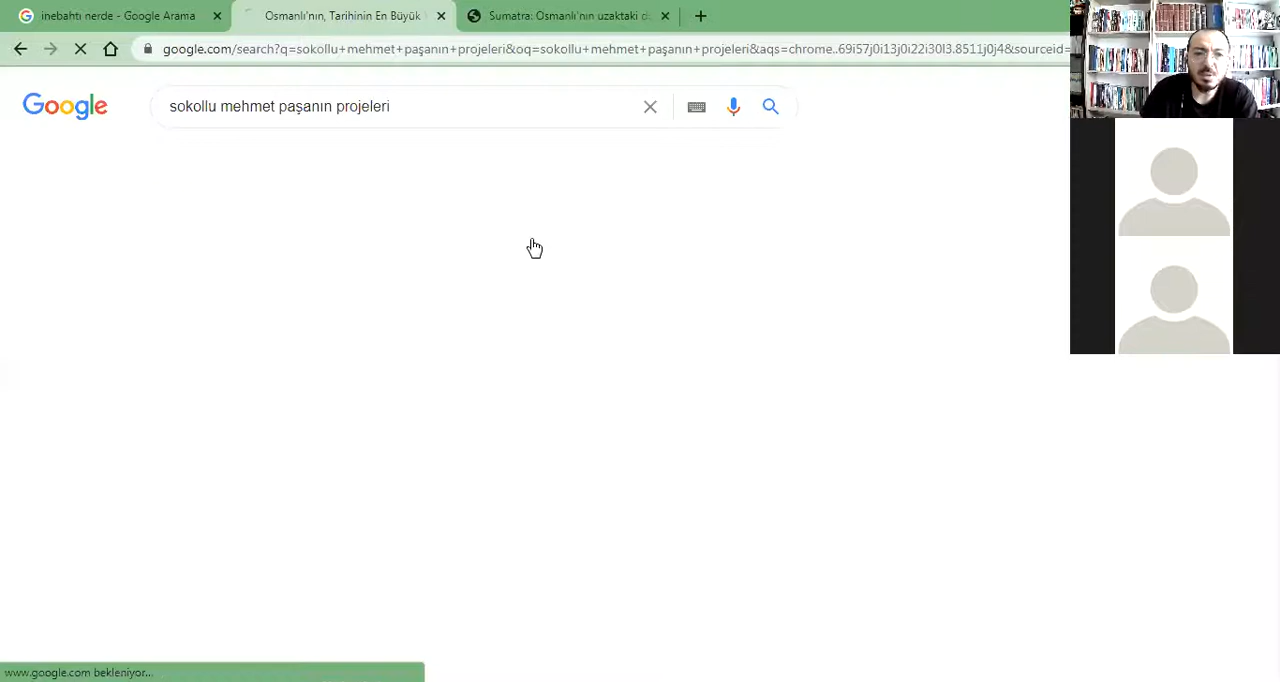 inebahtı nerde - Google Arama
Osmanlı'nın, Tarihinin En Büyük
Sumatra: Osmanlı'nın uzaktaki d
google.com/search?q=sokollu+mehmet+paşanın+projeleri&oq=sokollu+mehmet+paşanın+projeleri&aqs=chrome..69i57j0i13j0i22i30l3.8511j0j4&sourceid=
Google
sokollu mehmet paşanın projeleri
www.google.com bekleniyor...